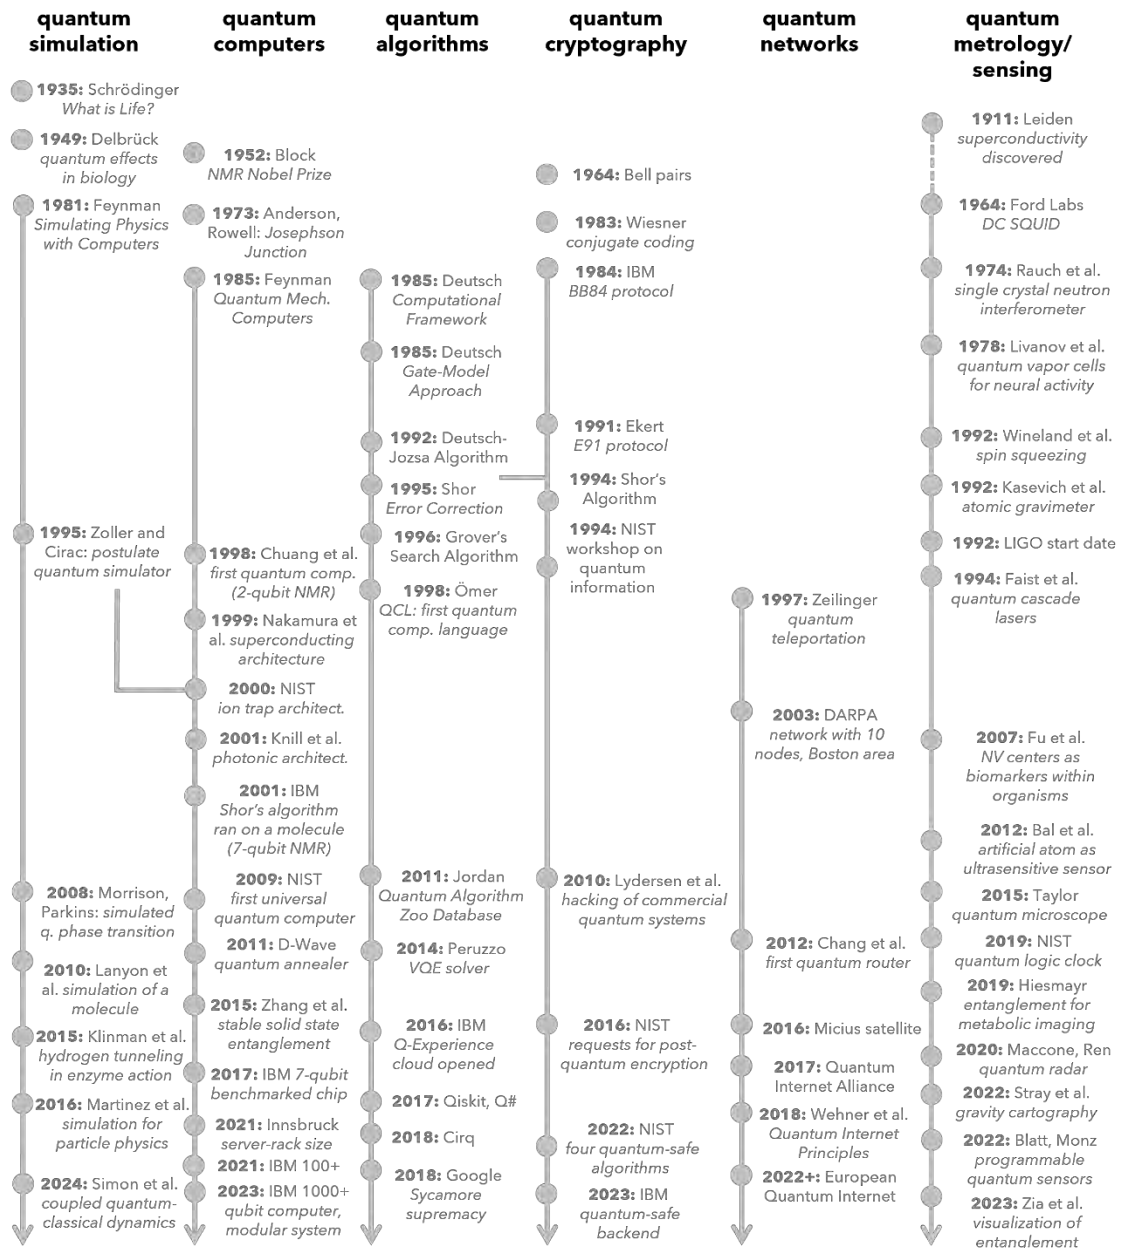 quantum
simulation
1935: Schrödinger
What is Life?
1949: Delbrück
quantum effects
in biology
1981: Feynman
Simulating Physics
with Computers
1995: Zoller and
Cirac: postulate
quantum simulator
2008: Morrison,
Parkins: simulated
q. phase transition
2010: Lanyon et
al. simulation of a
molecule
2015: Klinman et al.
hydrogen tunneling
in enzyme action
2016: Martinez et al.
simulation for
particle physics
2024: Simon et al.
coupled quantum-
classical dynamics
quantum
computers
1952: Block
NMR Nobel Prize
1973: Anderson,
Rowell: Josephson
Junction
1985: Feynman
Quantum Mech.
Computers
1998: Chuang et al.
first quantum comp.
(2-qubit NMR)
1999: Nakamura et
al. superconducting
architecture
2000: NIST
ion trap architect.
2001: Knill et al.
photonic architect.
2001: IBM
Shor's algorithm
ran on a molecule
(7-qubit NMR)
2009: NIST
first universal
quantum computer
2011: D-Wave
quantum annealer
2015: Zhang et al.
stable solid state
entanglement
2017: IBM 7-qubit
benchmarked chip
2021: Innsbruck
server-rack size
2021: IBM 100+
2023: IBM 1000+
qubit computer,
modular system
quantum
algorithms
1985: Deutsch
Computational
Framework
1985: Deutsch
Gate-Model
Approach
1992: Deutsch-
Jozsa Algorithm
1995: Shor
Error Correction
1996: Grover's
Search Algorithm
1998: Ömer
QCL: first quantum
comp. language
2011: Jordan
Quantum Algorithm
Zoo Database
2014: Peruzzo
VQE solver
2016: IBM
Q-Experience
cloud opened
2017: Qiskit, Q#
2018: Cirq
2018: Google
Sycamore
supremacy
quantum
cryptography
1964: Bell pairs
1983: Wiesner
conjugate coding
1984: IBM
BB84 protocol
1991: Ekert
E91 protocol
1994: Shor's
Algorithm
1994: NIST
workshop on
quantum
information
2010: Lydersen et al.
hacking of commercial
quantum systems
2016: NIST
requests for post-
quantum encryption
2022: NIST
four quantum-safe
algorithms
2023: IBM
quantum-safe
backend
quantum
networks
1997: Zeilinger
quantum
teleportation
2003: DARPA
network with 10
nodes, Boston area
2012: Chang et al.
first quantum router
2016: Micius satellite
2017: Quantum
Internet Alliance
2018: Wehner et al.
Quantum Internet
Principles
2022+: European
Quantum Internet
quantum
metrology/
sensing
1911: Leiden
superconductivity
discovered
1964: Ford Labs
DC SQUID
1974: Rauch et al.
single crystal neutron
interferometer
1978: Livanov et al.
quantum vapor cells
for neural activity
1992: Wineland et al.
spin squeezing
1992: Kasevich et al.
atomic gravimeter
1992: LIGO start date
1994: Faist et al.
quantum cascade
lasers
2007: Fu et al.
NV centers as
biomarkers within
organisms
2012: Bal et al.
artificial atom as
ultrasensitive sensor
2015: Taylor
quantum microscope
2019: NIST
quantum logic clock
2019: Hiesmayr
entanglement for
metabolic imaging
2020: Maccone, Ren
quantum radar
2022: Stray et al.
gravity cartography
2022: Blatt, Monz
programmable
quantum sensors
2023: Zia et al.
visualization of
entanglement